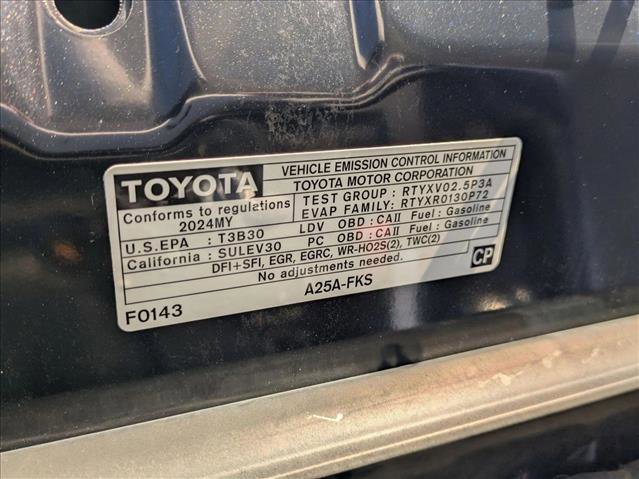 TOYOTA
VEHICLE EMISSION CONTROL INFORMATION
TOYOTA MOTOR CORPORATION
Conforms to regulations
2024MY
TEST GROUP : RTYXV02.5P3A
EVAP FAMILY: RTYXR0130P72
U.S.EPA : T3B30 LDV OBD: CAII Fuel: Gasoline
California : SULEV30 PC OBD: CAII Fuel: Gasoline
DFI+SFI, EGR, EGRC, WR-HO2S(2), TWC(2)
No adjustments needed.
CP
F0143
A25A-FKS